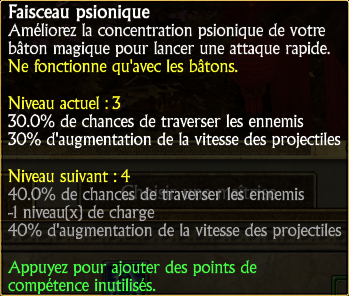 Faisceau psionique
Améliorez la concentration psionique de votre
bâton magique pour lancer une attaque rapide.
Ne fonctionne qu'avec les bâtons.
Niveau actuel : 3
30.0% de chances de traverser les ennemis
30% d'augmentation de la vitesse des projectiles
Niveau suivant : 4
40.0% de chances de traverser les ennemis
-1 niveau(x) de charge
40% d'augmentation de la vitesse des projectiles
Appuyez pour ajouter des points de
compétence inutilisés.